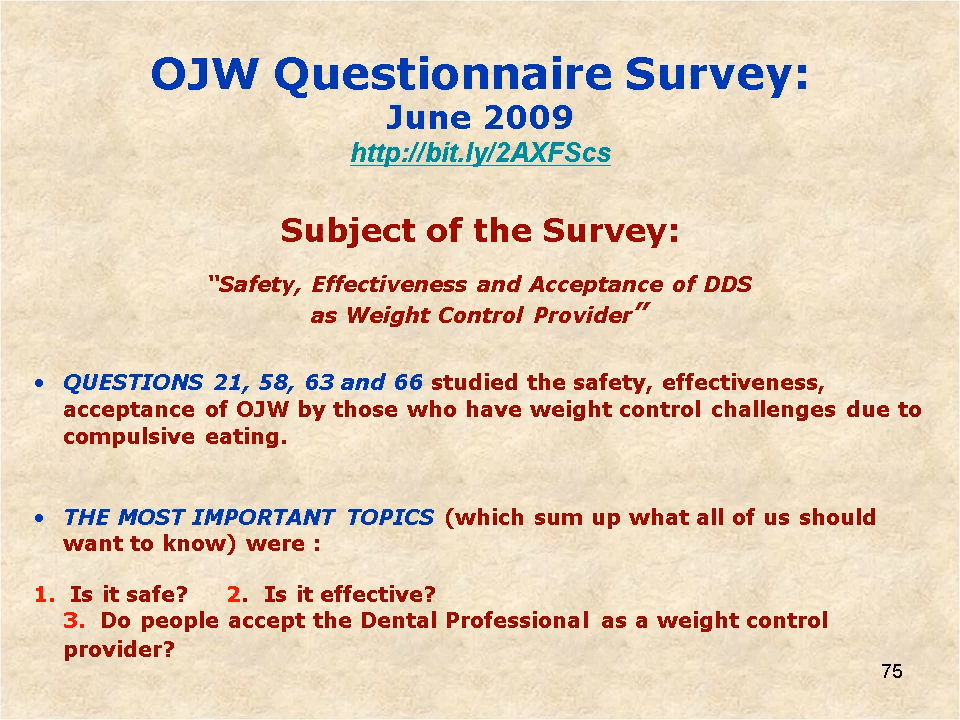 OJW Questionnaire Survey:
June 2009
http://bit.ly/2AXFScs
Subject of the Survey:
“Safety, Effectiveness and Acceptance of DDS
as Weight Control Provider”
• QUESTIONS 21, 58, 63 and 66 studied the safety, effectiveness,
acceptance of OJW by those who have weight control challenges due to
compulsive eating.
• THE MOST IMPORTANT TOPICS (which sum up what all of us should
want to know) were :
1. Is it safe? 2. Is it effective?
3. Do people accept the Dental Professional as a weight control
provider?
75